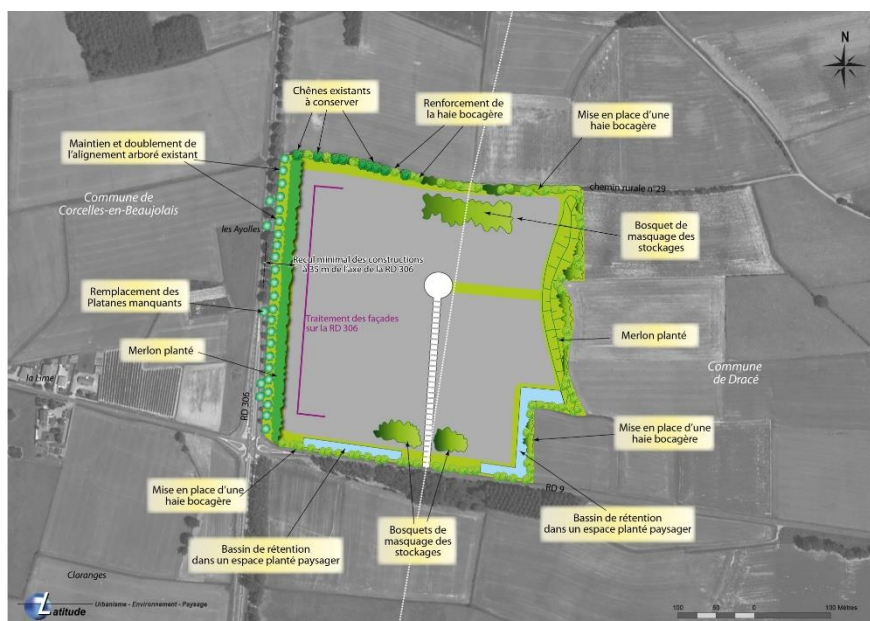 N
Chênes existants
à conserver
Renforcement de
la haie bocagère
Mise en place d'une
haie bocagère
Maintien et doublement de
l'alignement arboré existant
chemin rurale n°29
Commune de
Corcelles-en-Beaujolais
les Ayolles
Bosquet de
masquage des
stockages
Recul minimal des constructions
à 35 m de l'axe de la RD 306
Remplacement des
Platanes manquants
Traitement des façades
sur la RD 306
Merlon planté
Merlon planté
Commune
de Dracé
la Lime
RD 306
Mise en place d'une
haie bocagère
RD 9
Mise en place d'une
haie bocagère
Bassin de rétention
dans un espace planté paysager
Bosquets de
masquage des
stockages
Bassin de rétention
dans un espace planté paysager
Claranges
Latitude
Urbanisme - Environnement - Paysage
100 50 0 100 Mètres